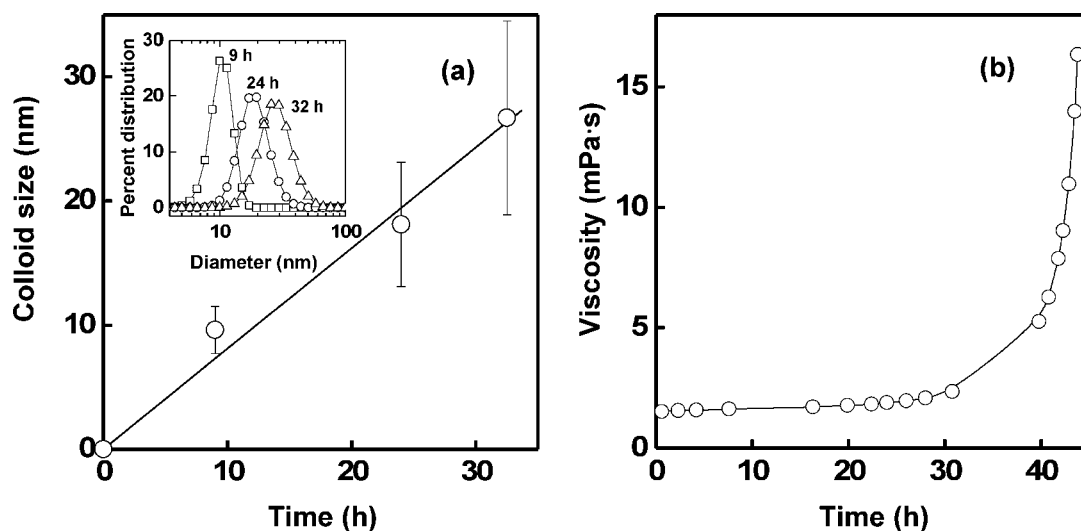 (a)
Colloid size (nm)
30
20
10
0
0 10 20 30
Time (h)
Percent distribution
30
20
10
0
9 h
24 h
32 h
10 100
Diameter (nm)
(b)
Viscosity (mPa·s)
15
10
5
0
0 10 20 30 40
Time (h)